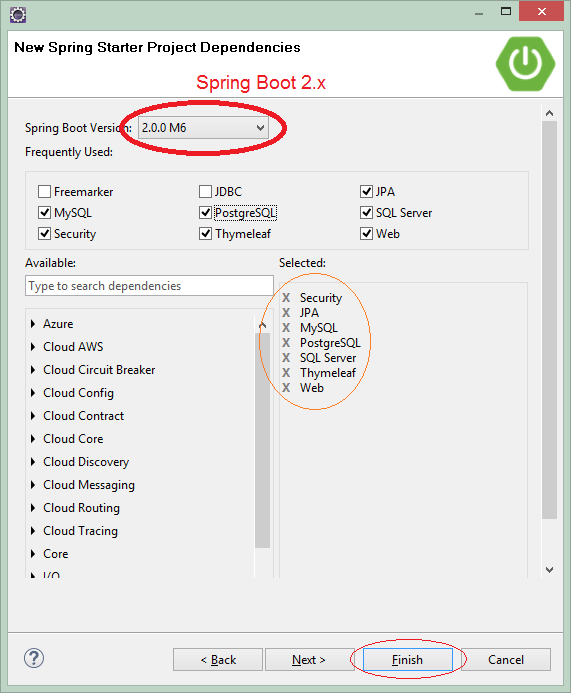 New Spring Starter Project Dependencies
Spring Boot 2.x
Spring Boot Version: 2.0.0 M6
Frequently Used:
Freemarker JDBC JPA
MySQL PostgreSQL SQL Server
Security Thymeleaf Web
Available:
Type to search dependencies
Azure
Cloud AWS
Cloud Circuit Breaker
Cloud Config
Cloud Contract
Cloud Core
Cloud Discovery
Cloud Messaging
Cloud Routing
Cloud Tracing
Core
I/O
Selected:
X Security
X JPA
X MySQL
X PostgreSQL
X SQL Server
X Thymeleaf
X Web
? < Back Next > Finish Cancel